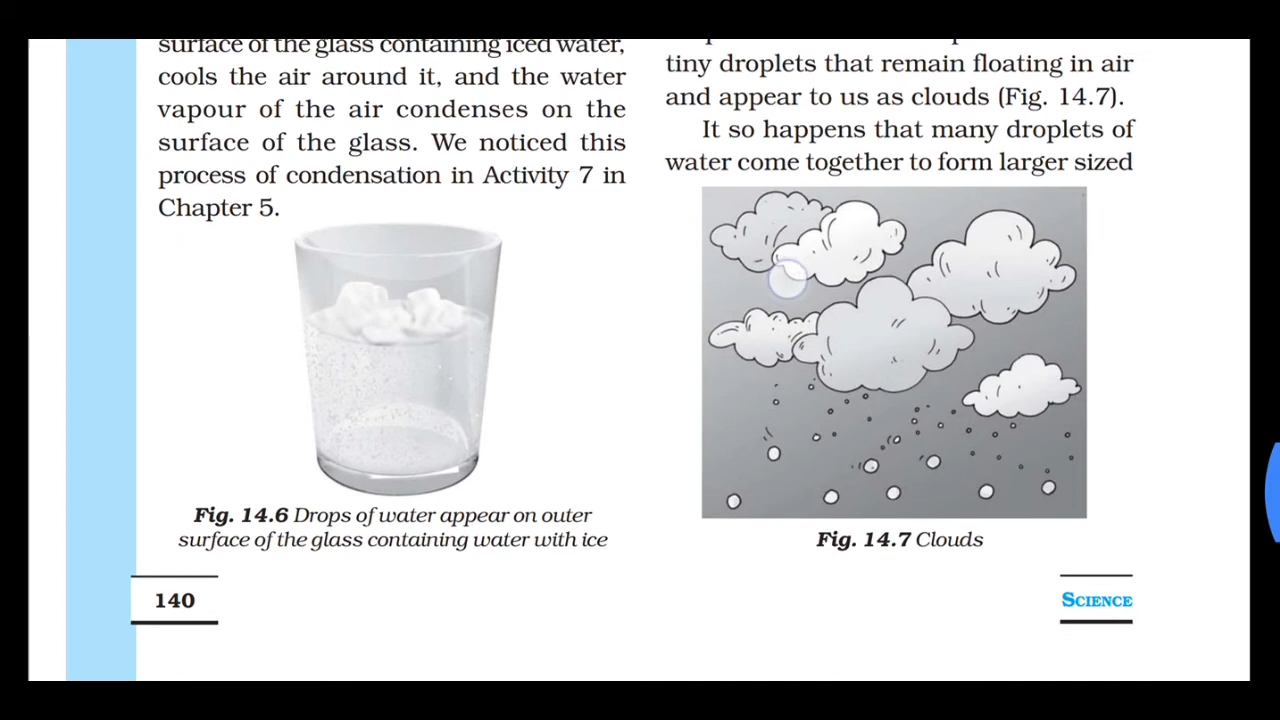 surface of the glass containing iced water,
cools the air around it, and the water
vapour of the air condenses on the
surface of the glass. We noticed this
process of condensation in Activity 7 in
Chapter 5.
Fig. 14.6 Drops of water appear on outer
surface of the glass containing water with ice
140
tiny droplets that remain floating in air
and appear to us as clouds (Fig. 14.7).
It so happens that many droplets of
water come together to form larger sized
Fig. 14.7 Clouds
SCIENCE